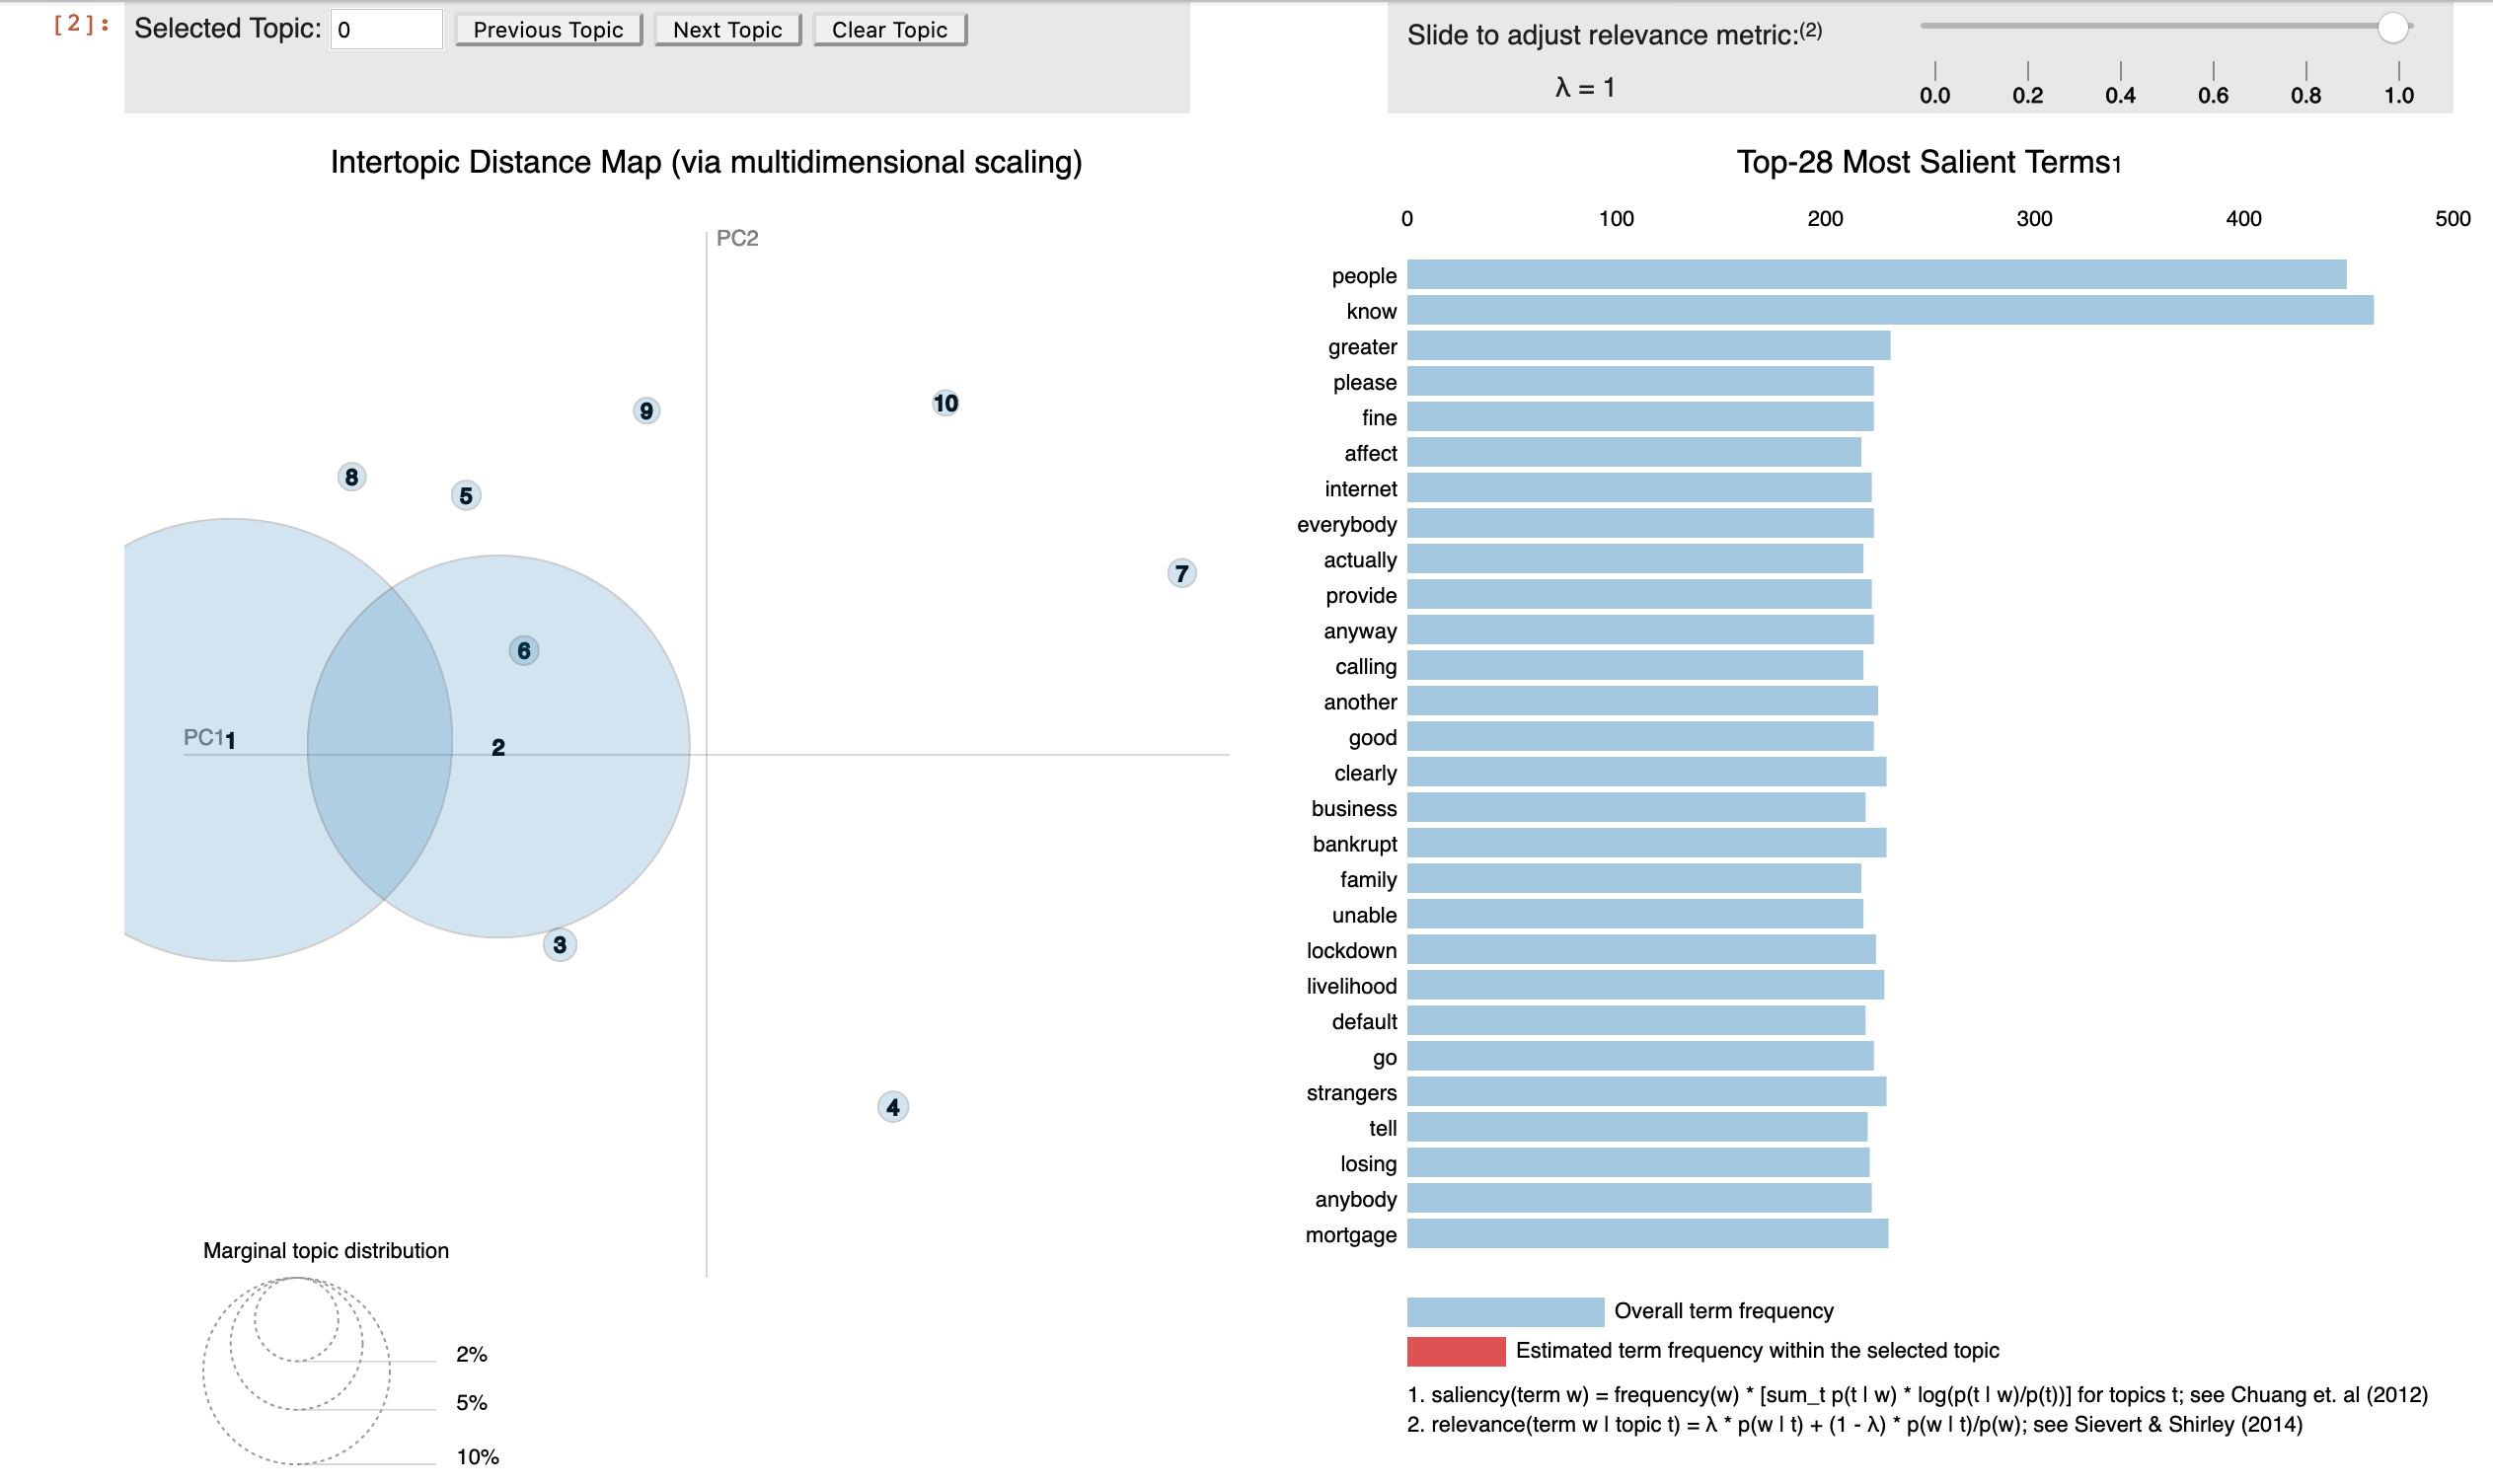 [2]:
Selected Topic: 0 Previous Topic Next Topic Clear Topic
Slide to adjust relevance metric:(2)
λ = 1
0.0 0.2 0.4 0.6 0.8 1.0
Intertopic Distance Map (via multidimensional scaling)
PC2
9
10
8
5
7
6
PC1
1
2
3
4
Marginal topic distribution
2%
5%
10%
Top-28 Most Salient Terms1
0 100 200 300 400 500
people
know
greater
please
fine
affect
internet
everybody
actually
provide
anyway
calling
another
good
clearly
business
bankrupt
family
unable
lockdown
livelihood
default
go
strangers
tell
losing
anybody
mortgage
Overall term frequency
Estimated term frequency within the selected topic
1. saliency(term w) = frequency(w) * [sum_t p(t | w) * log(p(t | w)/p(t))] for topics t; see Chuang et. al (2012)
2. relevance(term w | topic t) = λ * p(w | t) + (1 - λ) * p(w | t)/p(w); see Sievert & Shirley (2014)